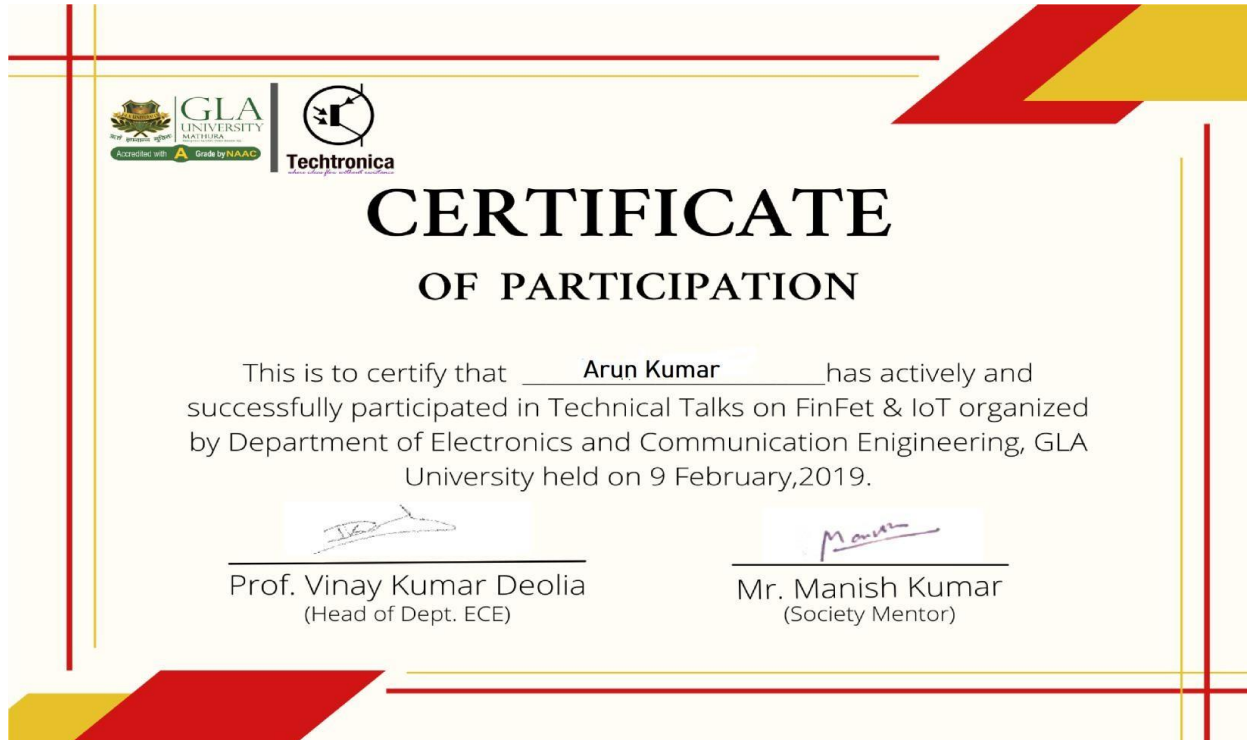 GLA
UNIVERSITY
MATHURA
Accredited with A Grade by NAAC
Techtronica
CERTIFICATE
OF PARTICIPATION
This is to certify that Arun Kumar has actively and
successfully participated in Technical Talks on FinFet & IoT organized
by Department of Electronics and Communication Enigineering, GLA
University held on 9 February,2019.
Manish
Prof. Vinay Kumar Deolia
(Head of Dept. ECE)
Mr. Manish Kumar
(Society Mentor)